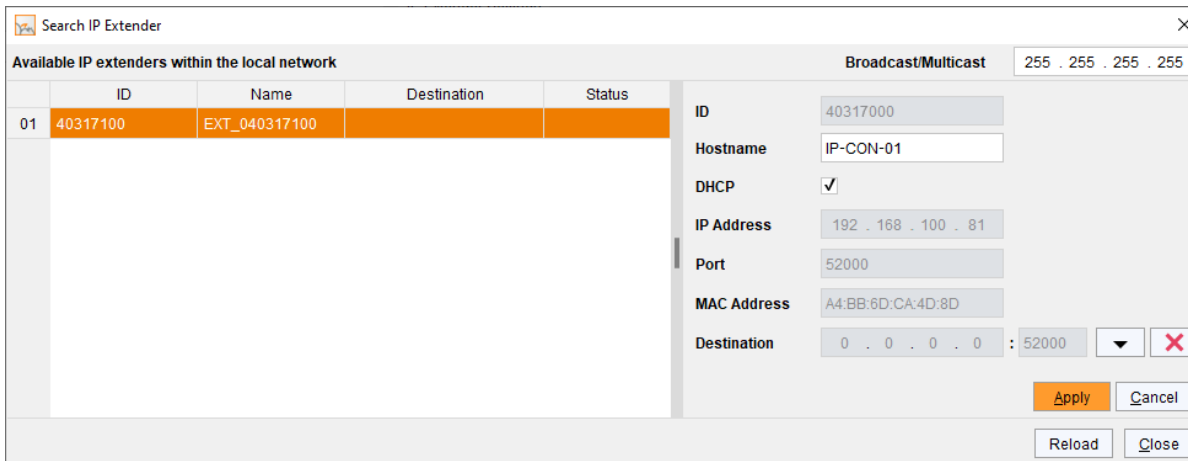 Search IP Extender
Available IP extenders within the local network
Broadcast/Multicast 255 . 255 . 255 . 255
ID Name Destination Status
01 40317100 EXT_040317100
ID 40317000
Hostname IP-CON-01
DHCP
IP Address 192 . 168 . 100 . 81
Port 52000
MAC Address A4:BB:6D:CA:4D:8D
Destination 0 . 0 . 0 . 0 : 52000
Apply Cancel
Reload Close